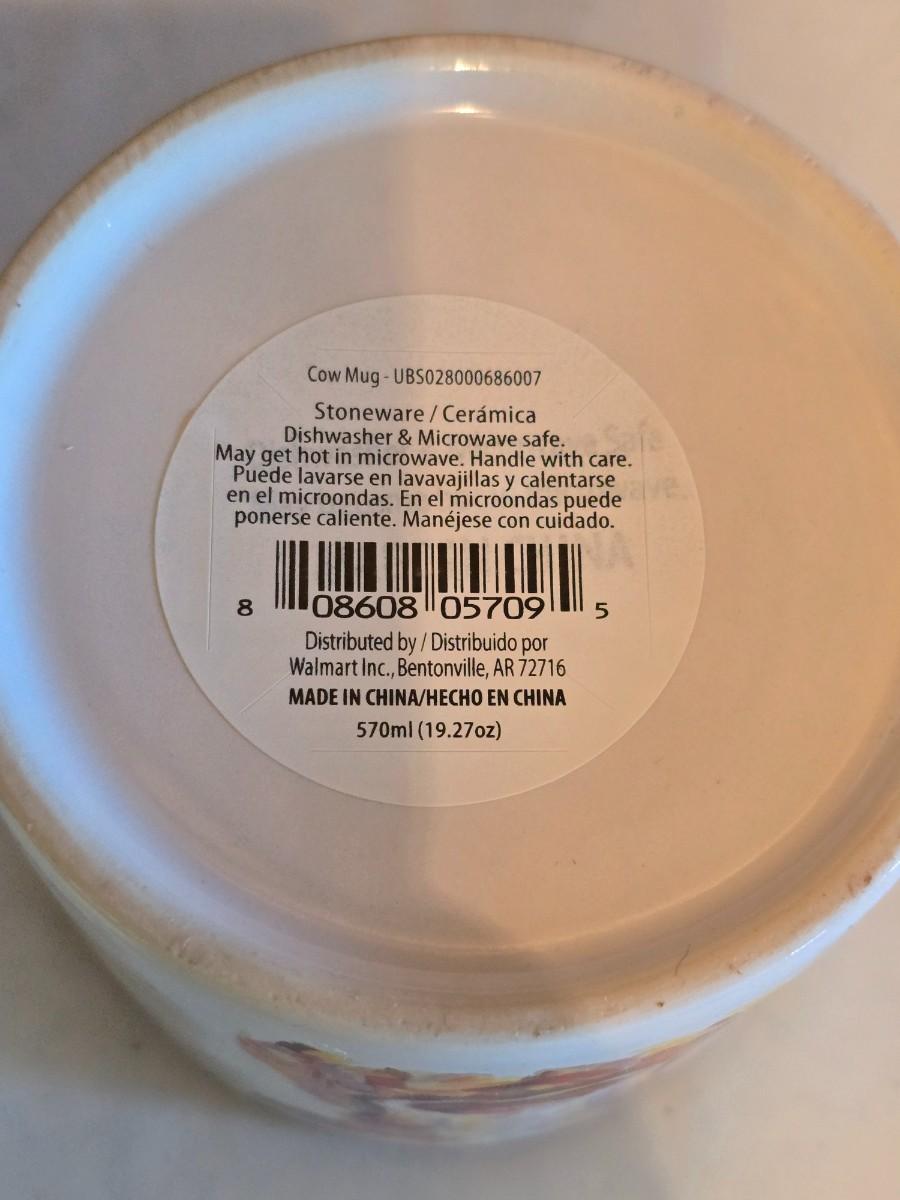 Cow Mug - UBS028000686007
Stoneware / Cerámica
Dishwasher & Microwave safe.
May get hot in microwave. Handle with care.
Puede lavarse en lavavajillas y calentarse
en el microondas. En el microondas puede
ponerse caliente. Manéjese con cuidado.
8 08608 05709 5
Distributed by / Distribuido por
Walmart Inc., Bentonville, AR 72716
MADE IN CHINA/HECHO EN CHINA
570ml (19.27oz)